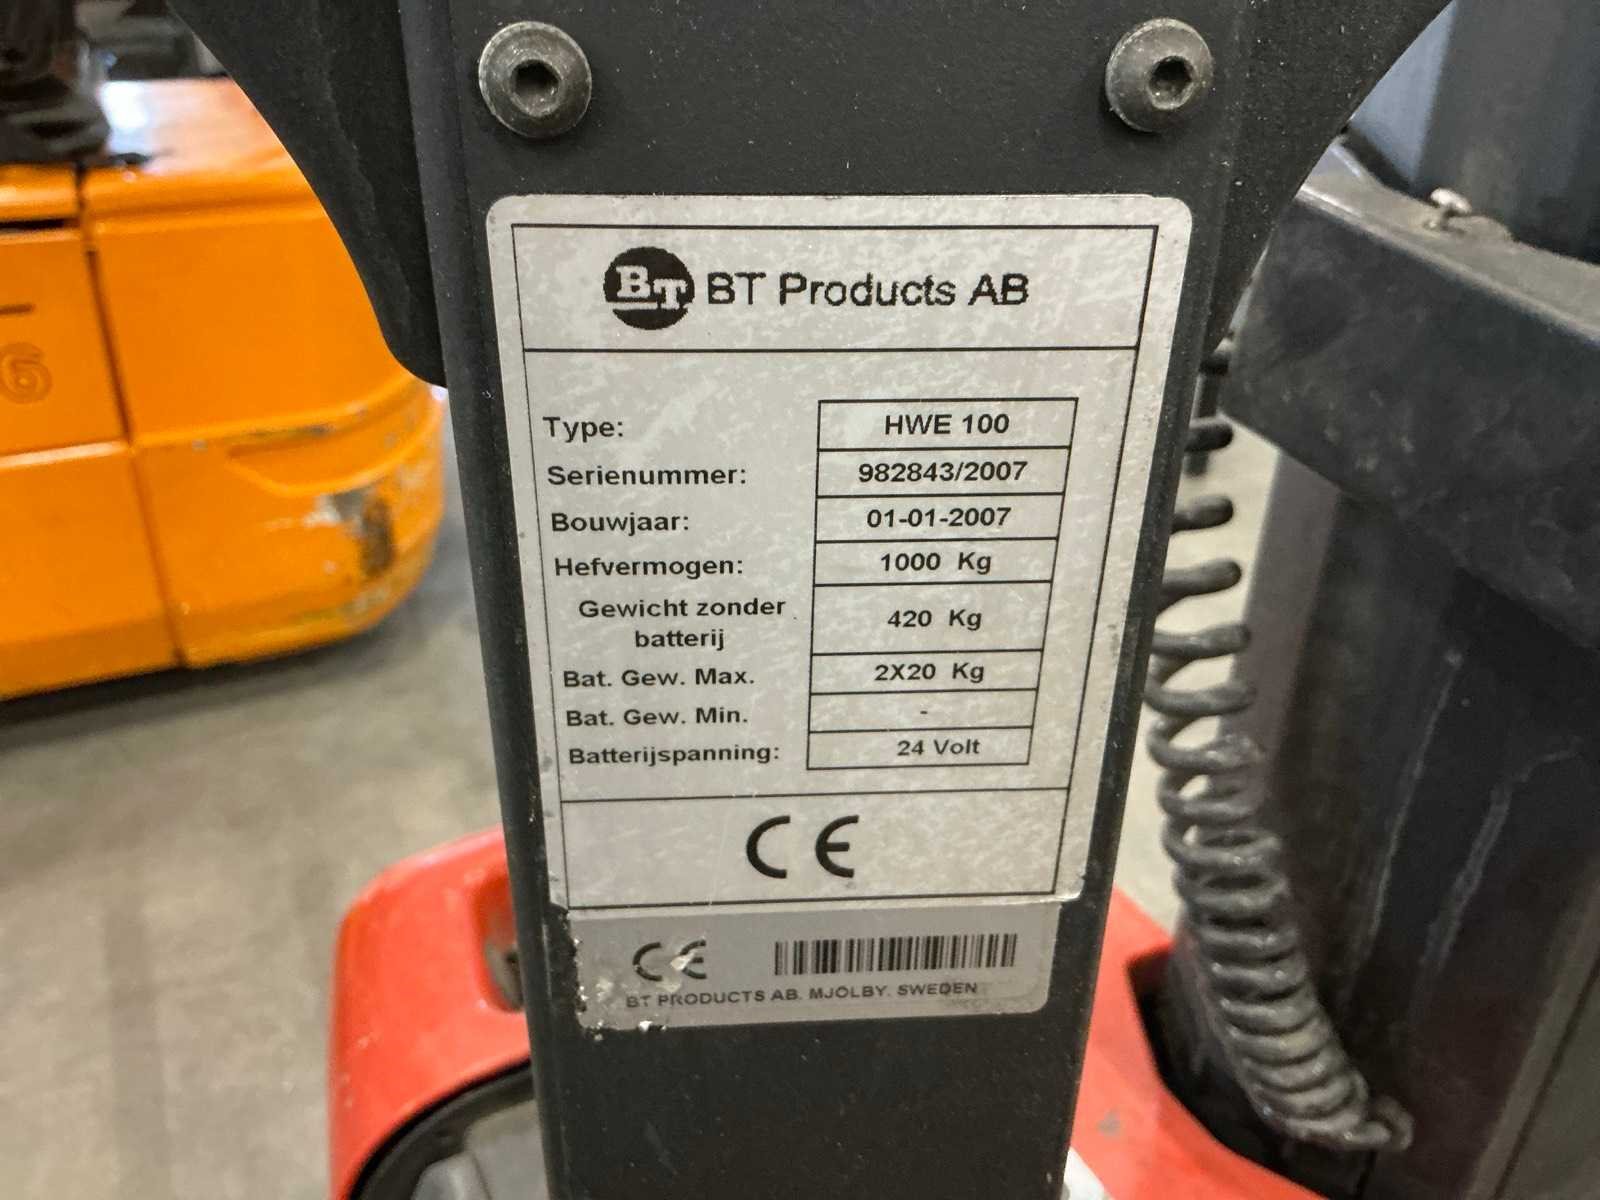 BT BT Products AB
Type: HWE 100
Serienummer: 982843/2007
Bouwjaar: 01-01-2007
Hefvermogen: 1000 Kg
Gewicht zonder
batterij 420 Kg
Bat. Gew. Max. 2X20 Kg
Bat. Gew. Min. -
Batterijspanning: 24 Volt
CE
CE
BT PRODUCTS AB. MJÖLBY. SWEDEN
6